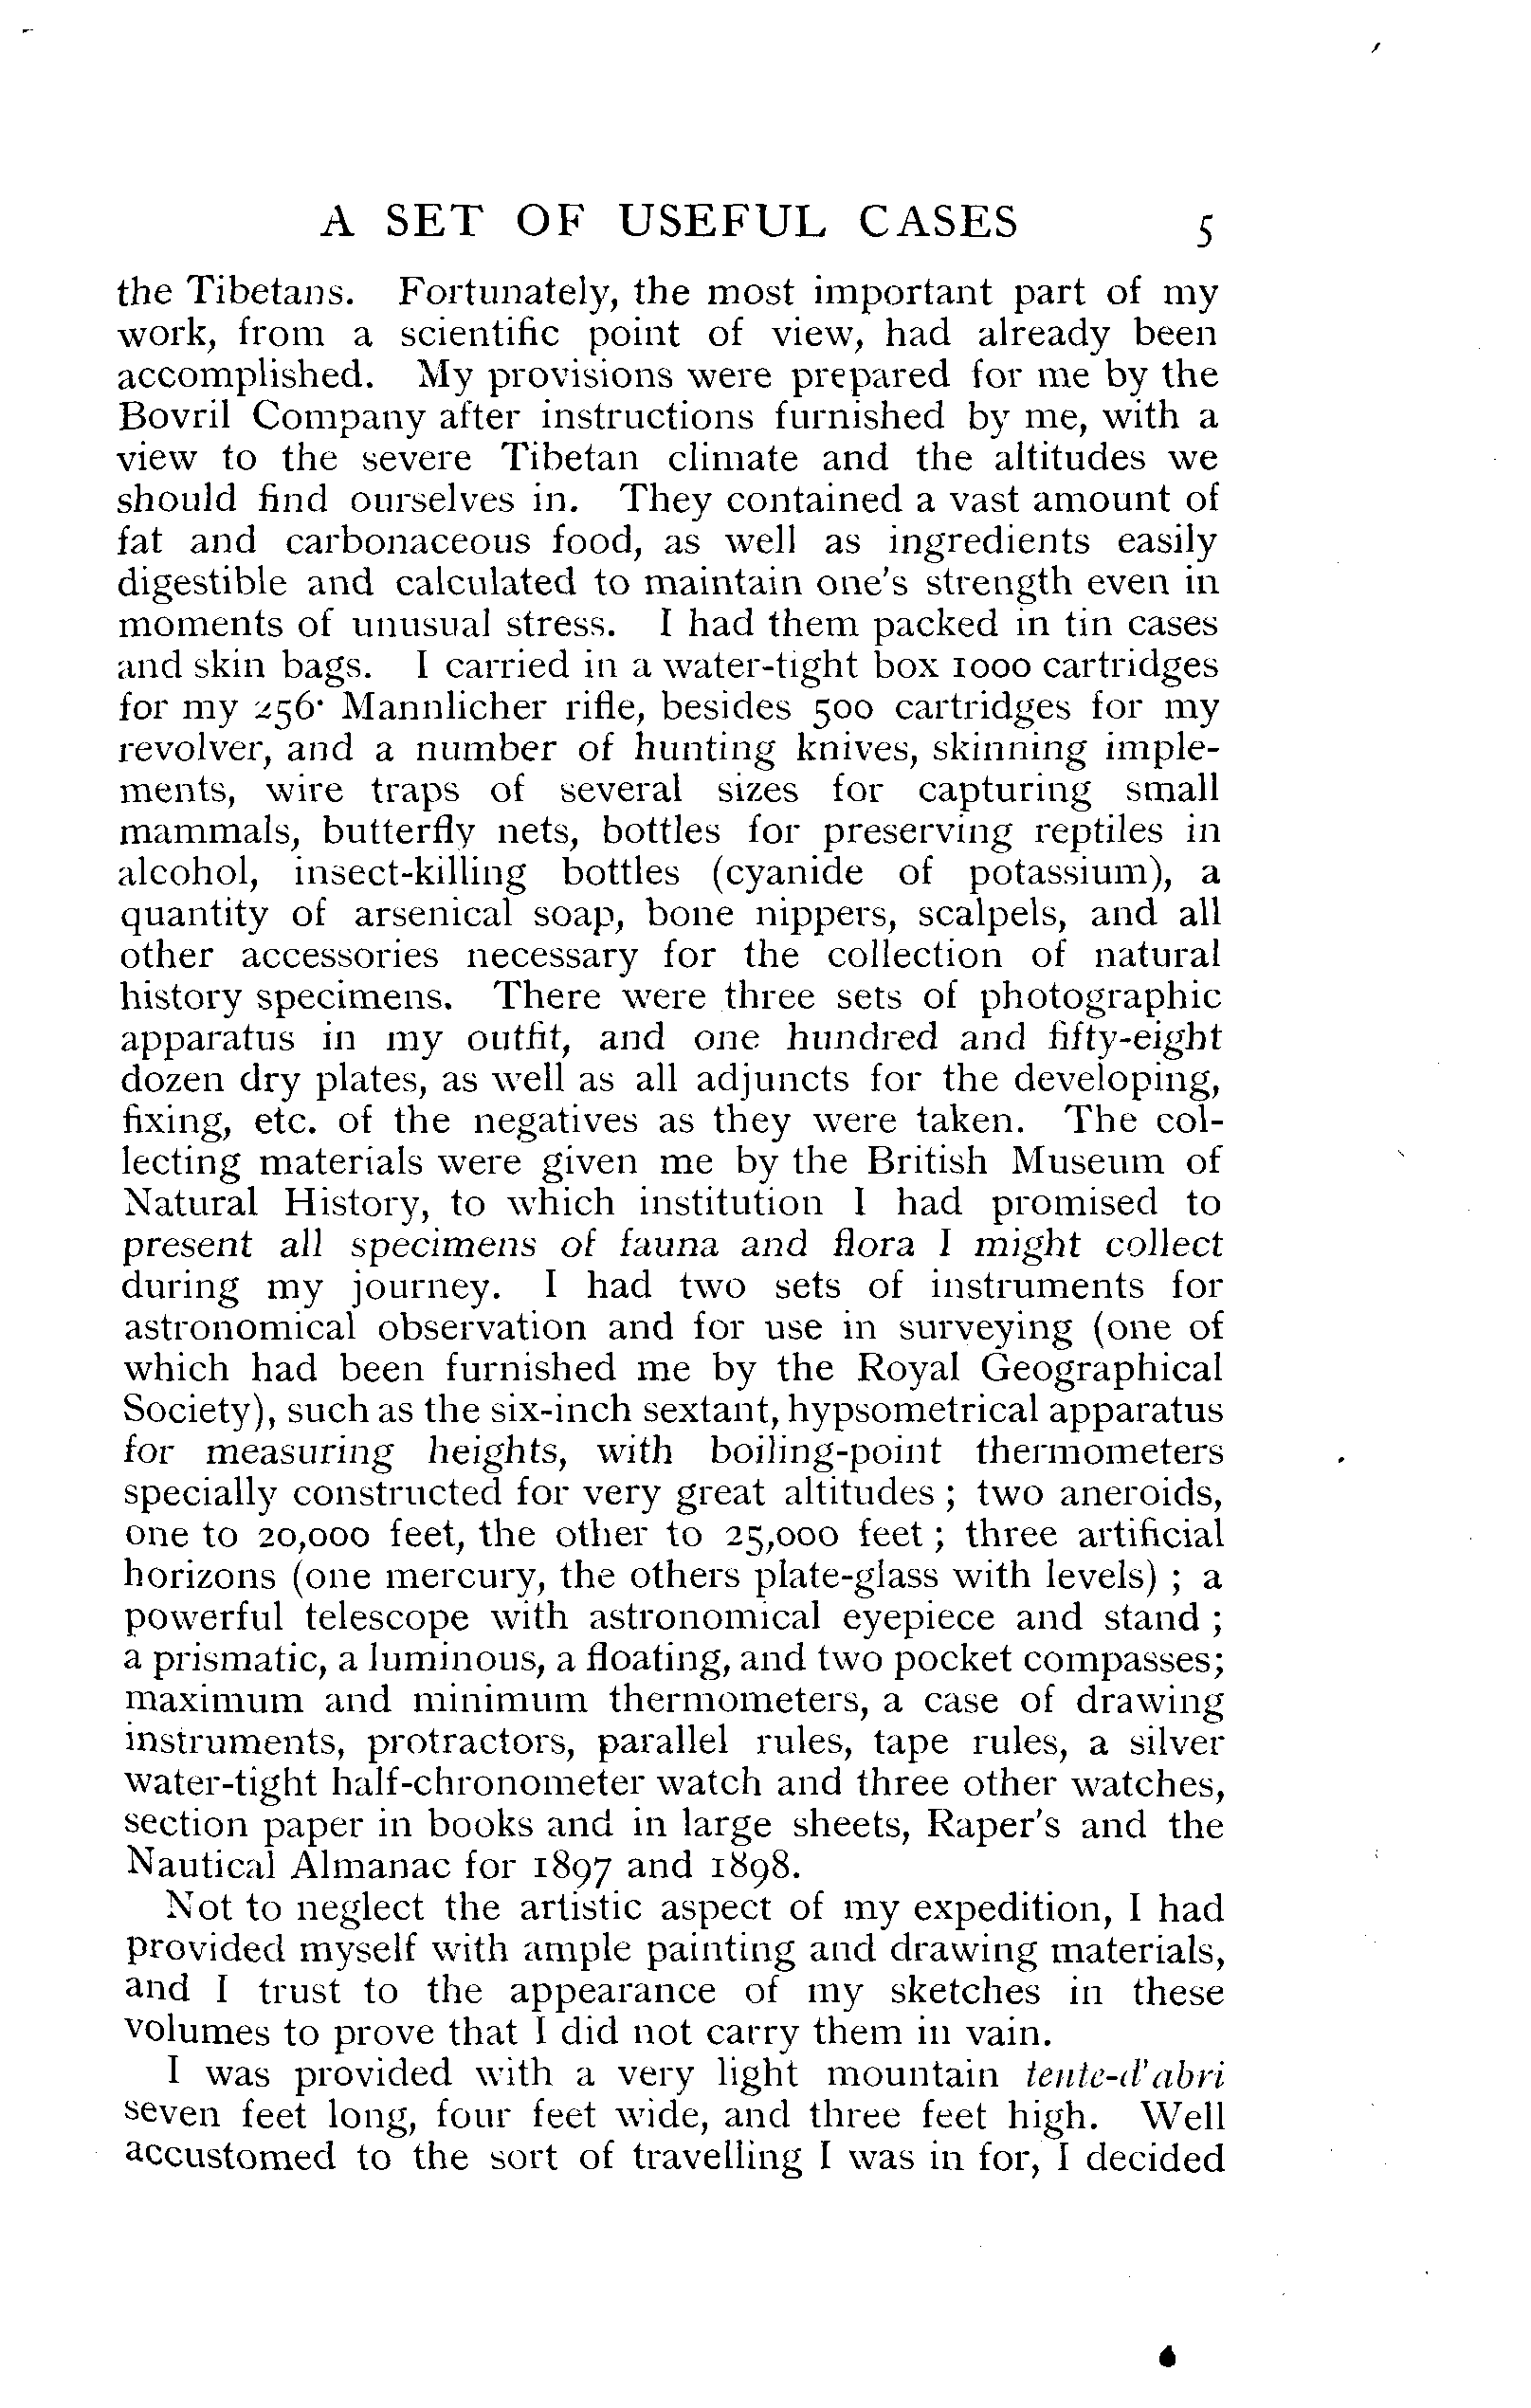 A SET OF USEFUL CASES 5
the Tibetans. Fortunately, the most important part of my
work, from a scientific point of view, had already been
accomplished. My provisions were prepared for me by the
Bovril Company after instructions furnished by me, with a
view to the severe Tibetan climate and the altitudes we
should find ourselves in. They contained a vast amount of
fat and carbonaceous food, as well as ingredients easily
digestible and calculated to maintain one's strength even in
moments of unusual stress. I had them packed in tin cases
and skin bags. I carried in a water-tight box 1000 cartridges
for my 256· Mannlicher rifle, besides 500 cartridges for my
revolver, and a number of hunting knives, skinning imple-
ments, wire traps of several sizes for capturing small
mammals, butterfly nets, bottles for preserving reptiles in
alcohol, insect-killing bottles (cyanide of potassium), a
quantity of arsenical soap, bone nippers, scalpels, and all
other accessories necessary for the collection of natural
history specimens. There were three sets of photographic
apparatus in my outfit, and one hundred and fifty-eight
dozen dry plates, as well as all adjuncts for the developing,
fixing, etc. of the negatives as they were taken. The col-
lecting materials were given me by the British Museum of
Natural History, to which institution I had promised to
present all specimens of fauna and flora I might collect
during my journey. I had two sets of instruments for
astronomical observation and for use in surveying (one of
which had been furnished me by the Royal Geographical
Society), such as the six-inch sextant, hypsometrical apparatus
for measuring heights, with boiling-point thermometers
specially constructed for very great altitudes ; two aneroids,
one to 20,000 feet, the other to 25,000 feet ; three artificial
horizons (one mercury, the others plate-glass with levels) ; a
powerful telescope with astronomical eyepiece and stand ;
a prismatic, a luminous, a floating, and two pocket compasses;
maximum and minimum thermometers, a case of drawing
instruments, protractors, parallel rules, tape rules, a silver
water-tight half-chronometer watch and three other watches,
section paper in books and in large sheets, Raper's and the
Nautical Almanac for 1897 and 1898.
Not to neglect the artistic aspect of my expedition, I had
provided myself with ample painting and drawing materials,
and I trust to the appearance of my sketches in these
volumes to prove that I did not carry them in vain.
I was provided with a very light mountain tente-d'abri
seven feet long, four feet wide, and three feet high. Well
accustomed to the sort of travelling I was in for, I decided